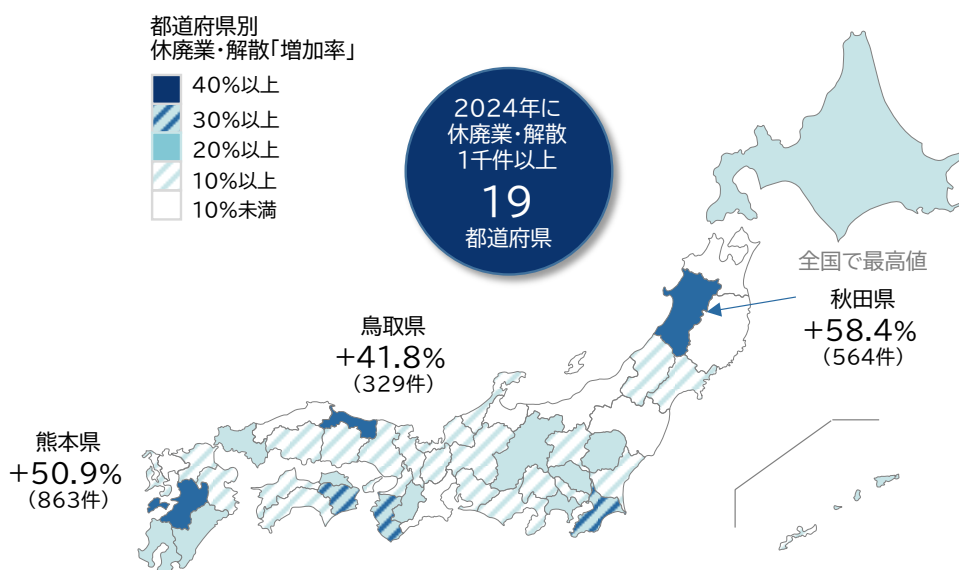 都道府県別
休廃業・解散「増加率」
40%以上
30%以上
20%以上
10%以上
10%未満
2024年に
休廃業・解散
1千件以上
19
都道府県
全国で最高値
秋田県
+58.4%
(564件)
鳥取県
+41.8%
(329件)
熊本県
+50.9%
(863件)